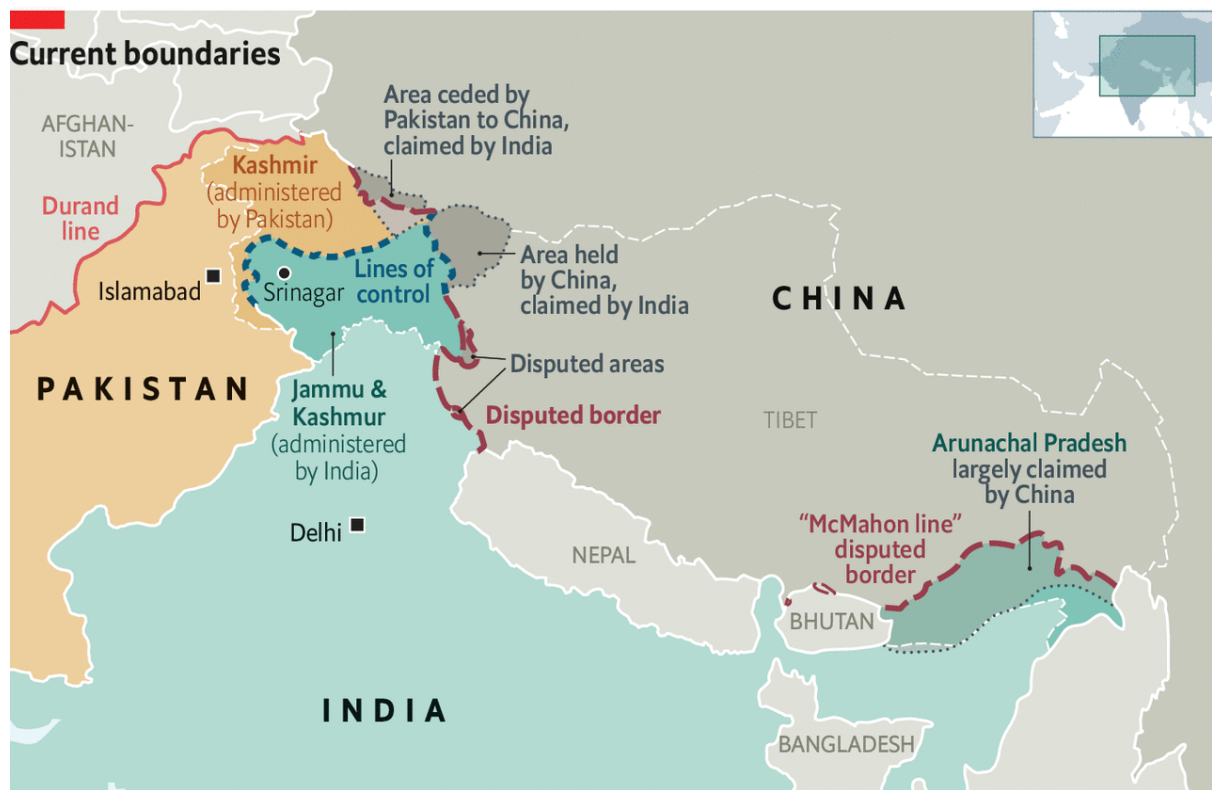 Current boundaries
AFGHAN-
ISTAN
Area ceded by
Pakistan to China,
claimed by India
Kashmir
(administered
by Pakistan)
Durand
line
Islamabad
Srinagar
Lines of
control
Area held
by China,
claimed by India
CHINA
PAKISTAN
Jammu &
Kashmur
(administered
by India)
Disputed areas
Disputed border
TIBET
Arunachal Pradesh
largely claimed
by China
Delhi
NEPAL
“McMahon line”
disputed
border
BHUTAN
INDIA
BANGLADESH